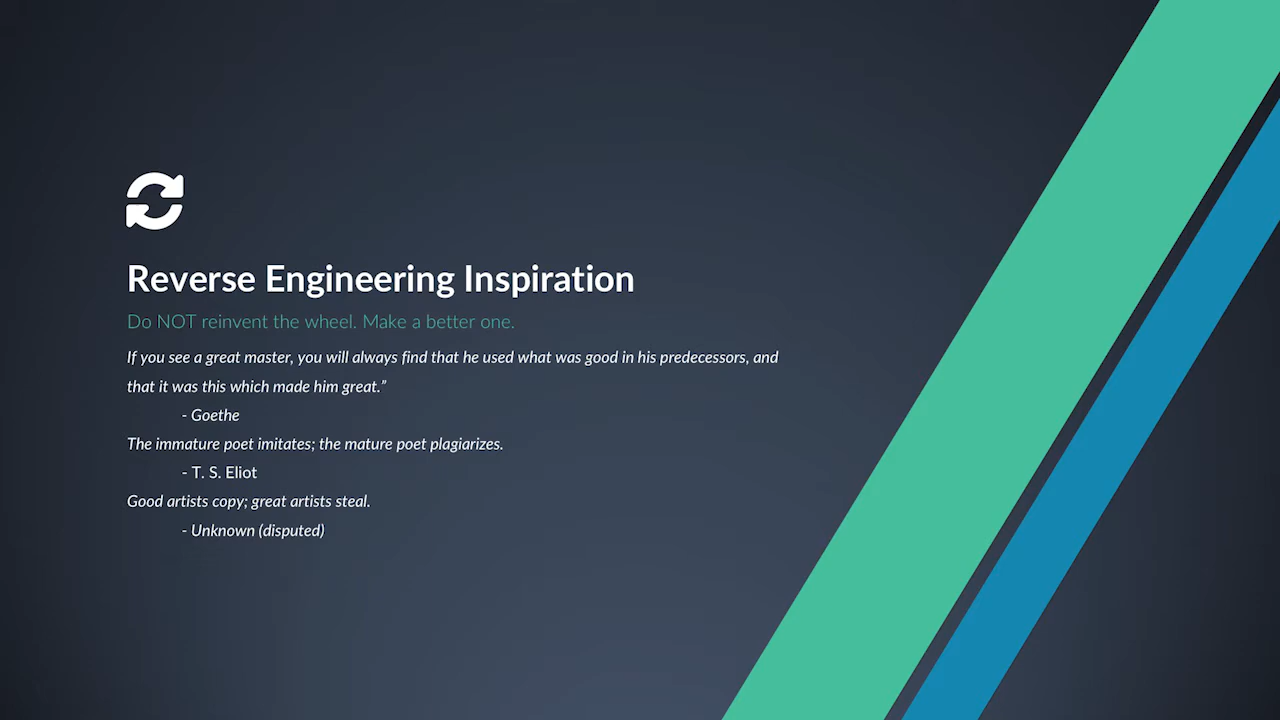 Reverse Engineering Inspiration
Do NOT reinvent the wheel. Make a better one.
If you see a great master, you will always find that he used what was good in his predecessors, and
that it was this which made him great.”
- Goethe
The immature poet imitates; the mature poet plagiarizes.
- T. S. Eliot
Good artists copy; great artists steal.
- Unknown (disputed)